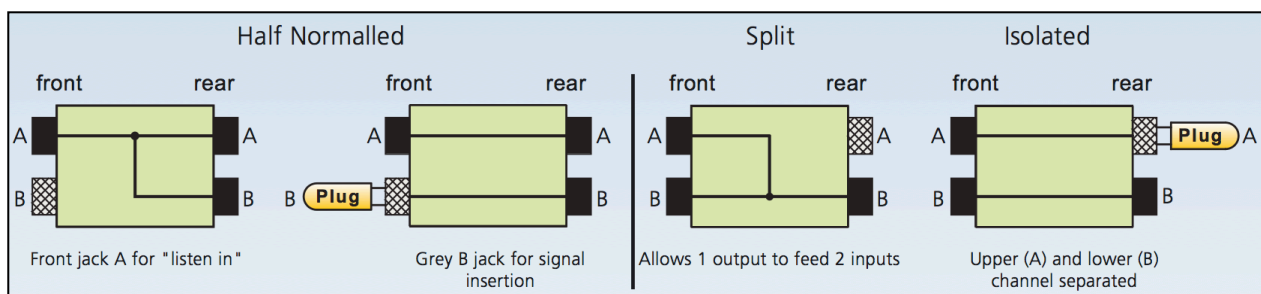 Half Normalled
front rear
A A
B B
Front jack A for "listen in"
front rear
A A
B Plug B
Grey B jack for signal
insertion
Split
front rear
A A
B B
Allows 1 output to feed 2 inputs
Isolated
front rear
A Plug A
B B
Upper (A) and lower (B)
channel separated